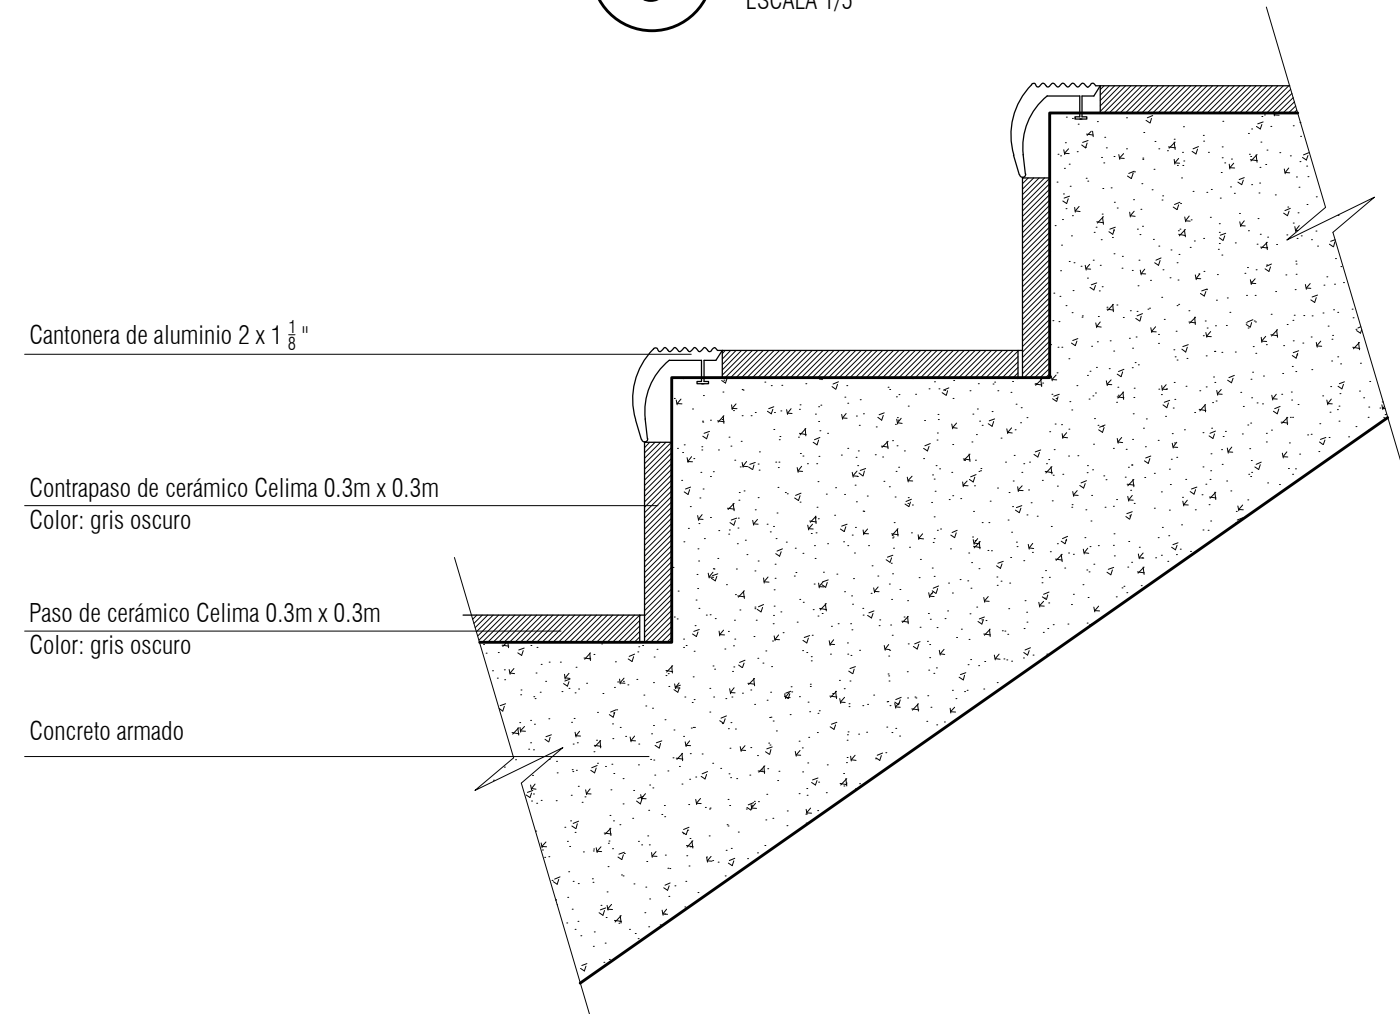 ESCALA 1/5
Cantonera de aluminio 2 x 1 1/8 "
Contrapaso de cerámico Celima 0.3m x 0.3m
Color: gris oscuro
Paso de cerámico Celima 0.3m x 0.3m
Color: gris oscuro
Concreto armado